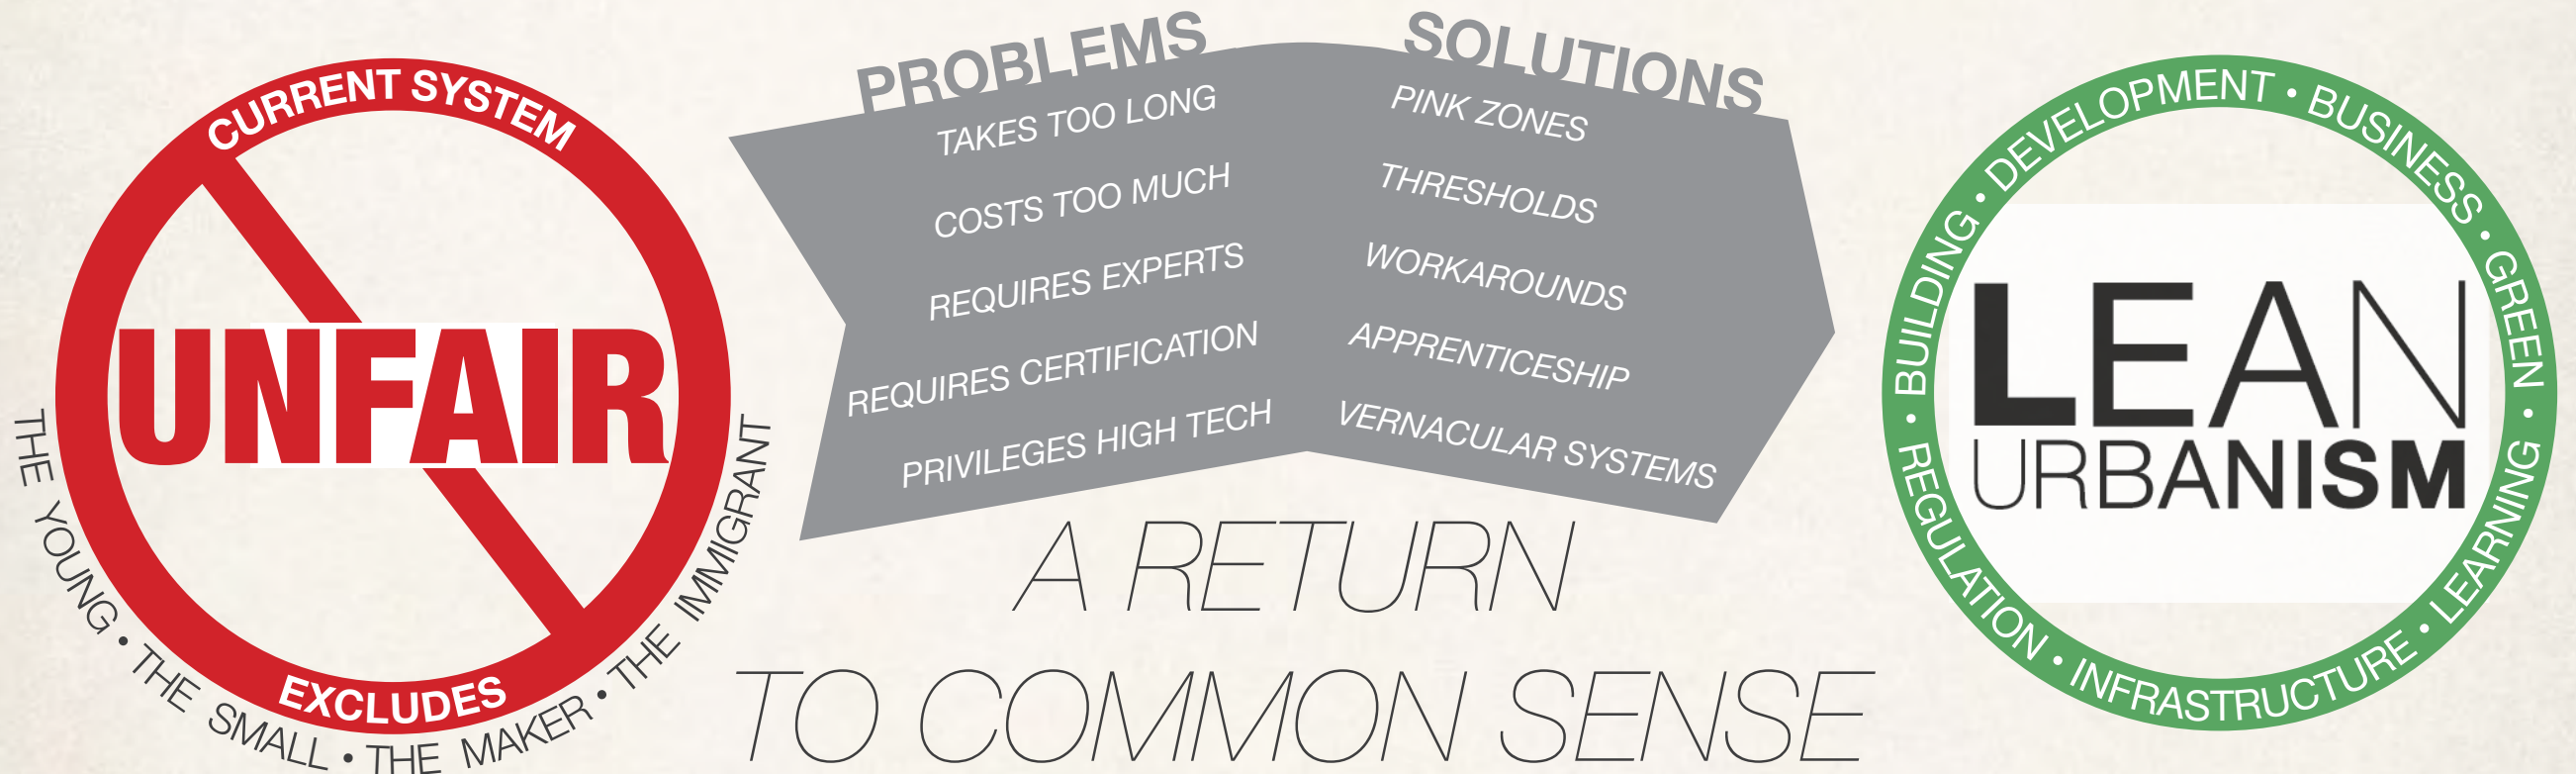 CURRENT SYSTEM
UNFAIR
EXCLUDES
THE YOUNG • THE SMALL • THE MAKER • THE IMMIGRANT
PROBLEMS
TAKES TOO LONG
COSTS TOO MUCH
REQUIRES EXPERTS
REQUIRES CERTIFICATION
PRIVILEGES HIGH TECH
SOLUTIONS
PINK ZONES
THRESHOLDS
WORKAROUNDS
APPRENTICESHIP
VERNACULAR SYSTEMS
A RETURN
TO COMMON SENSE
• BUILDING • DEVELOPMENT • BUSINESS • GREEN •
REGULATION • INFRASTRUCTURE • LEARNING
LEAN
URBANISM